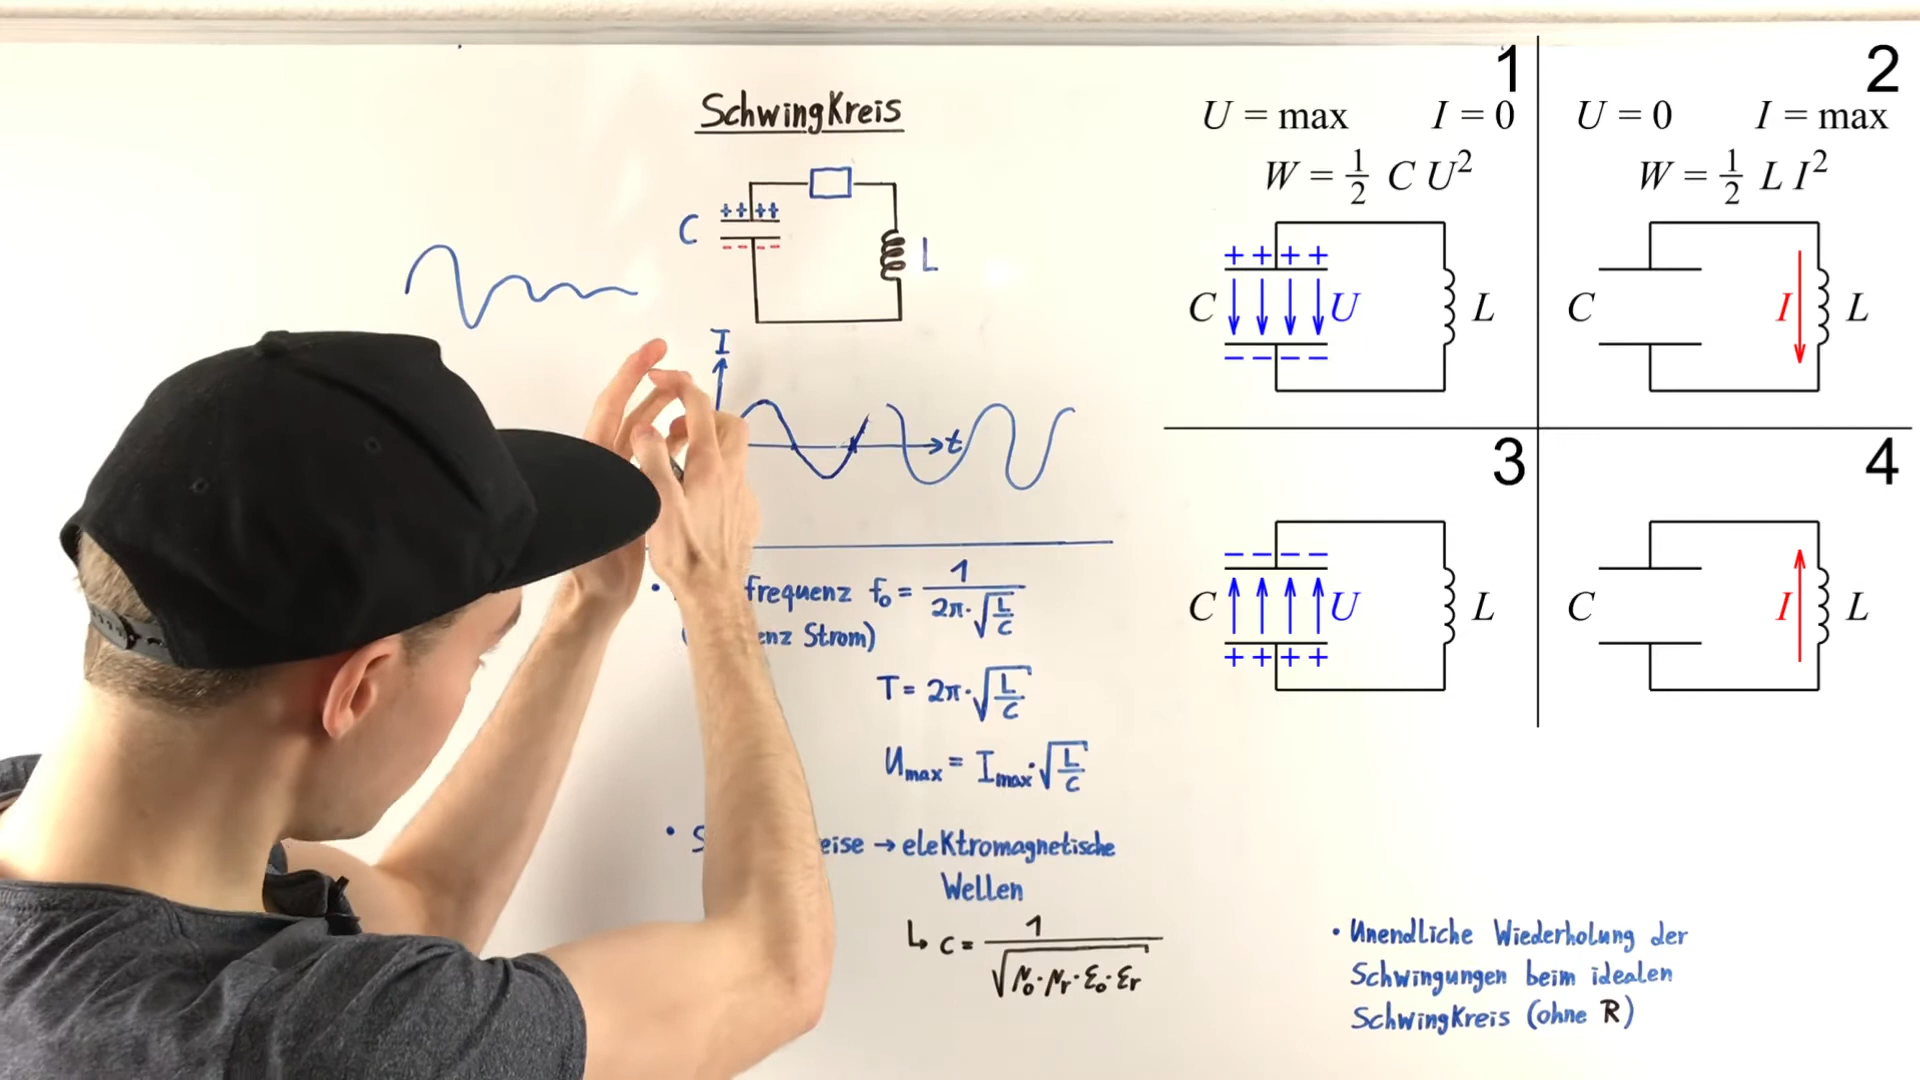 SchwingKreis
C
++++
----
L
I
t
frequenz f₀ = 1 / (2π·√(L/C))
enz Strom)
T = 2π·√(L/C)
Umax = Imax·√(L/C)
• S eise → eleKtromagnetische
Wellen
↳ c = 1 / √(μ₀·μr·ε₀·εr)
1
U = max I = 0
W = ½ C U²
++++
C U L
----
2
U = 0 I = max
W = ½ L I²
C I L
3
----
C U L
++++
4
C I L
• Unendliche Wiederholung der
Schwingungen beim idealen
SchwingKreis (ohne R)